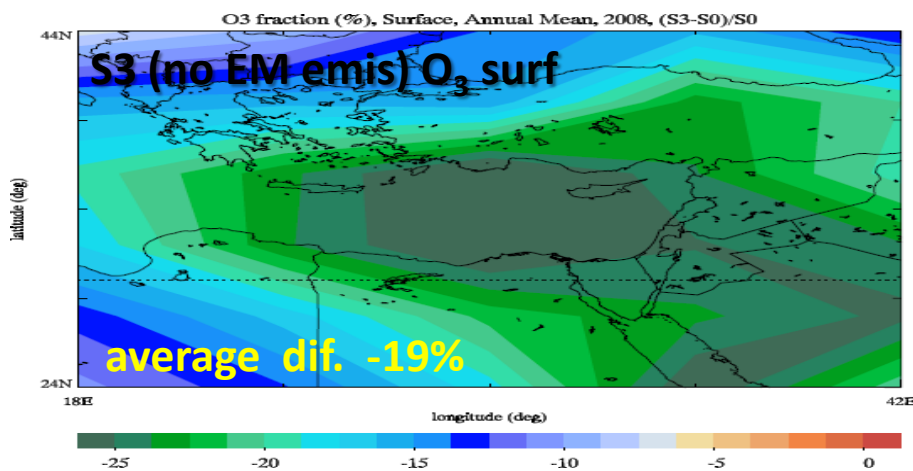 O3 fraction (%), Surface, Annual Mean, 2008, (S3-S0)/S0
44N
S3 (no EM emis) O₃ surf
latitude (deg)
average dif. -19%
24N
18E
42E
longitude (deg)
-25 -20 -15 -10 -5 0